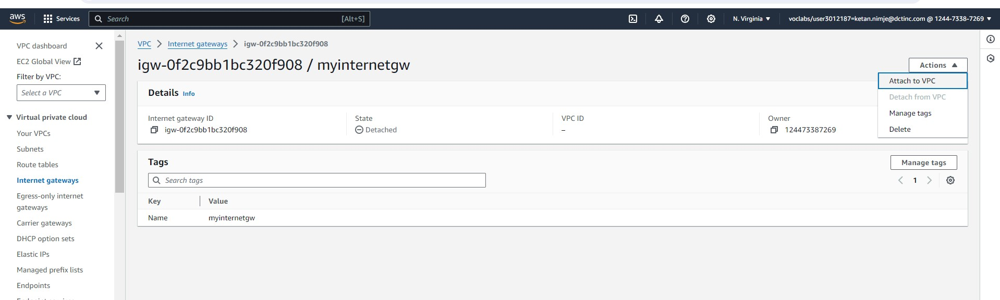 aws
Services
Search
[Alt+S]
N. Virginia
voclabs/user3012187=ketan.nimje@dctinc.com @ 1244-7338-7269
VPC dashboard
EC2 Global View
Filter by VPC:
Select a VPC
Virtual private cloud
Your VPCs
Subnets
Route tables
Internet gateways
Egress-only internet
gateways
Carrier gateways
DHCP option sets
Elastic IPs
Managed prefix lists
Endpoints
VPC
Internet gateways
igw-0f2c9bb1bc320f908
igw-0f2c9bb1bc320f908 / myinternetgw
Actions
Attach to VPC
Detach from VPC
Manage tags
Delete
Details Info
Internet gateway ID
igw-0f2c9bb1bc320f908
State
Detached
VPC ID
–
Owner
124473387269
Tags
Manage tags
Search tags
1
Key
Value
Name
myinternetgw